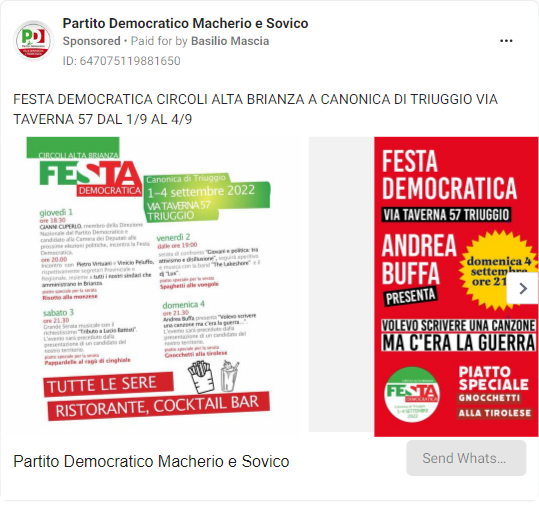 Partito Democratico Macherio e Sovico
Sponsored • Paid for by Basilio Mascia
ID: 647075119881650
FESTA DEMOCRATICA CIRCOLI ALTA BRIANZA A CANONICA DI TRIUGGIO VIA
TAVERNA 57 DAL 1/9 AL 4/9
CIRCOLI ALTA BRIANZA
FESTA
DEMOCRATICA
Canonica di Triuggio
1-4 settembre 2022
VIA TAVERNA 57
TRIUGGIO
giovedì 1
ore 18:30
GIANNI CUPERLO, membro della Direzione
Nazionale del Partito Democratico e
candidato alla Camera dei Deputati alle
prossime elezioni politiche, incontra la Festa
Democratica.
ore 20.00
Incontro con Pietro Virtuani e Vinicio Peluffo,
rispettivamente segretari Provinciale e
Regionale, insieme a tutti i nostri sindaci che
amministrano in Brianza.
piatto speciale per la serata
Risotto alla monzese
venerdì 2
dalle ore 19:00
serata di confronto "Giovani e politica: tra
attivismo e disillusione", seguirà aperitivo
e musica con la band "The Lakeshore" e il
dj "Lux".
piatto speciale per la serata
Spaghetti alle vongole
sabato 3
ore 21.30
Grande Serata musicale con il
richiestissimo "Tributo a Lucio Battisti".
L'evento sarà preceduto dalla
presentazione di un candidato del
nostro territorio.
piatto speciale per la serata
Pappardelle al ragù di cinghiale
domenica 4
ore 21.30
Andrea Buffa presenta "Volevo scrivere
una canzone ma c'era la guerra...".
L'evento sarà preceduto dalla
presentazione di un candidato del
nostro territorio.
piatto speciale per la serata
Gnocchetti alla tirolese
TUTTE LE SERE
RISTORANTE, COCKTAIL BAR
FESTA
DEMOCRATICA
VIA TAVERNA 57 TRIUGGIO
ANDREA
BUFFA
PRESENTA
domenica 4
settembre
ore 21
VOLEVO SCRIVERE UNA CANZONE
MA C'ERA LA GUERRA
FESTA
DEMOCRATICA
1-4 SETTEMBRE
2022
PIATTO
SPECIALE
GNOCCHETTI
ALLA TIROLESE
Partito Democratico Macherio e Sovico
Send Whats...